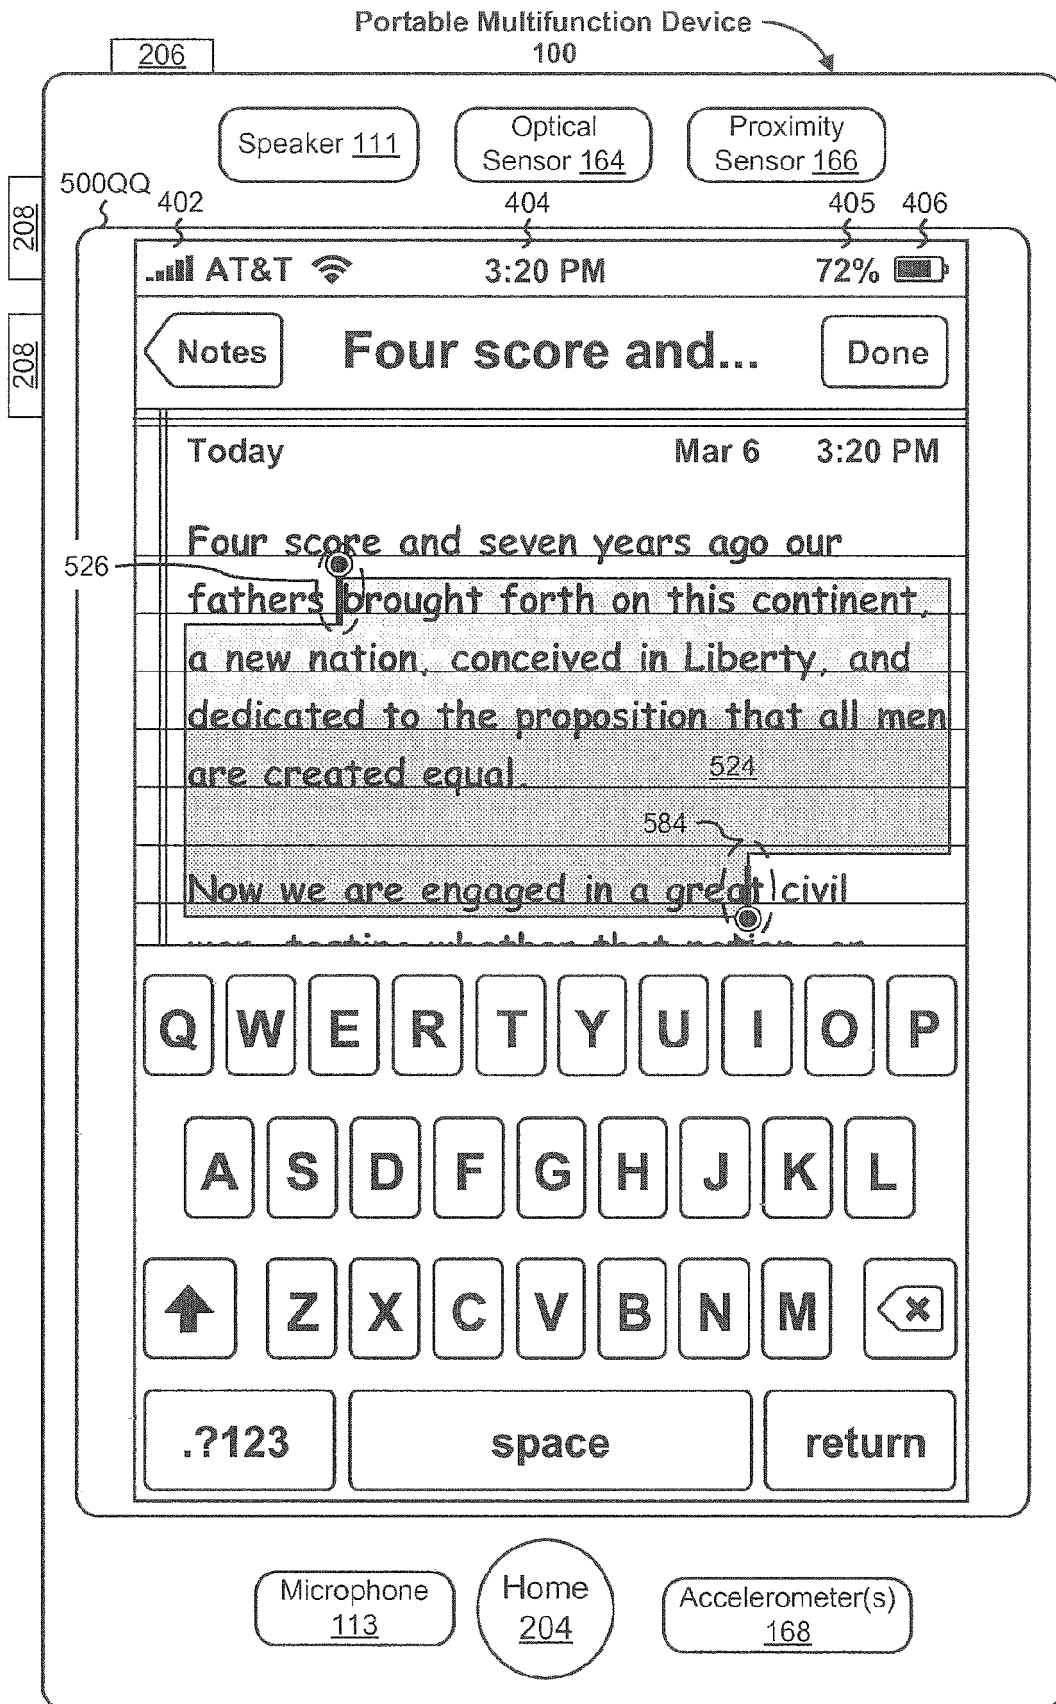 Portable Multifunction Device
100
206
Speaker 111
Optical
Sensor 164
Proximity
Sensor 166
208
208
500QQ
402
404
405
406
AT&T
3:20 PM
72%
Notes
Four score and...
Done
Today
Mar 6
3:20 PM
Four score and seven years ago our
526
fathers brought forth on this continent,
a new nation, conceived in Liberty, and
dedicated to the proposition that all men
are created equal.
524
584
Now we are engaged in a great civil
Q W E R T Y U I O P
A S D F G H J K L
Z X C V B N M
.?123
space
return
Microphone
113
Home
204
Accelerometer(s)
168